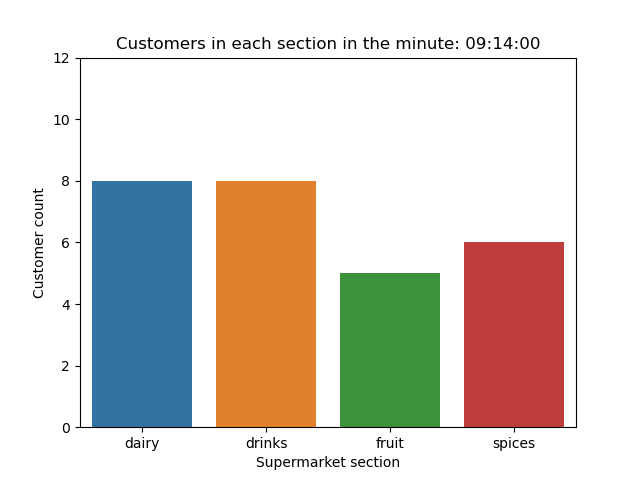 Customers in each section in the minute: 09:14:00
12
10
8
6
4
2
0
Customer count
dairy drinks fruit spices
Supermarket section